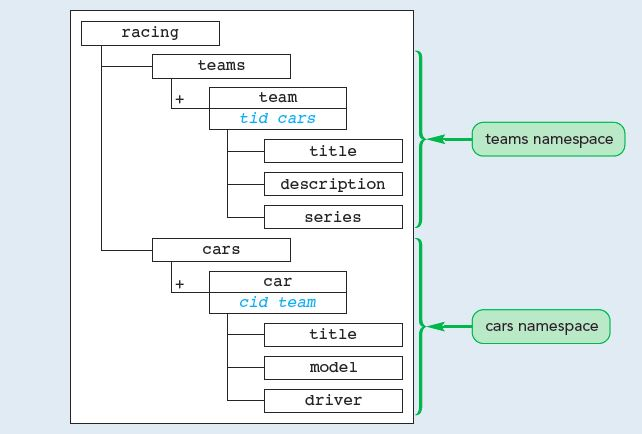 racing
teams
+
team
tid cars
title
description
series
teams namespace
cars
+
car
cid team
title
model
driver
cars namespace